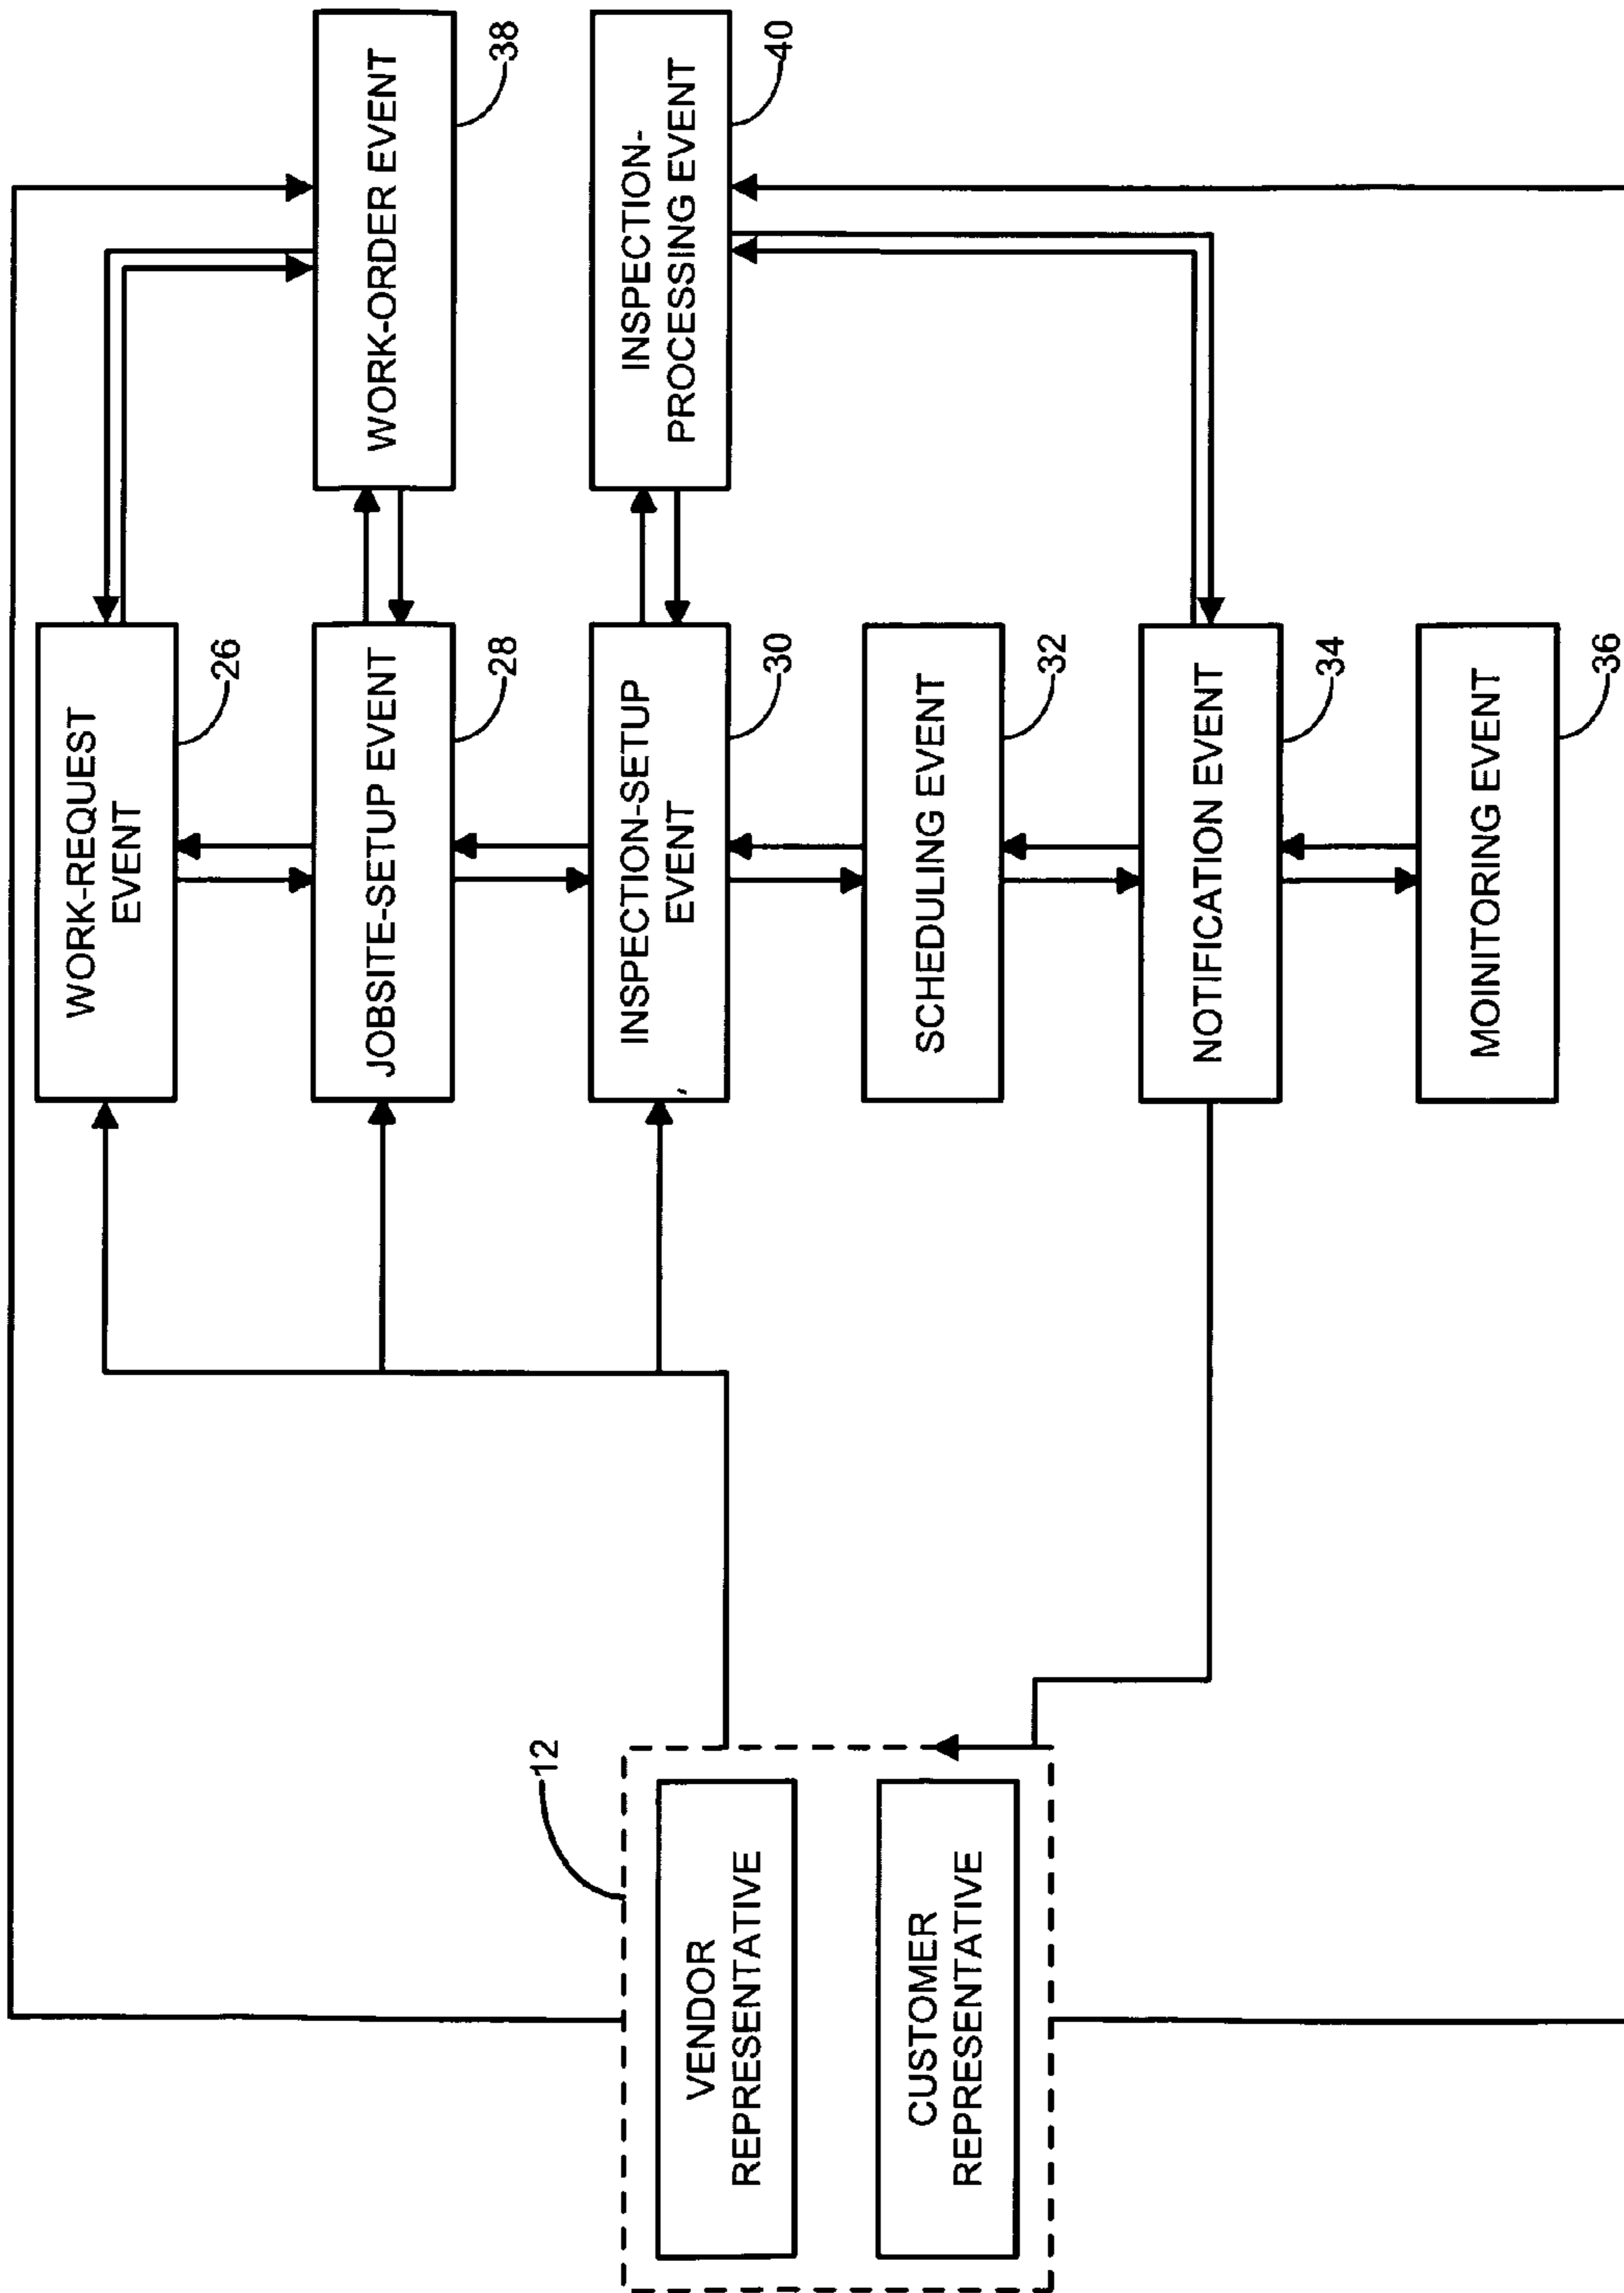 12
VENDOR
REPRESENTATIVE
CUSTOMER
REPRESENTATIVE
WORK-REQUEST
EVENT
26
JOBSITE-SETUP EVENT
28
INSPECTION-SETUP
EVENT
30
SCHEDULING EVENT
32
NOTIFICATION EVENT
34
MOINITORING EVENT
36
WORK-ORDER EVENT
38
INSPECTION-
PROCESSING EVENT
40